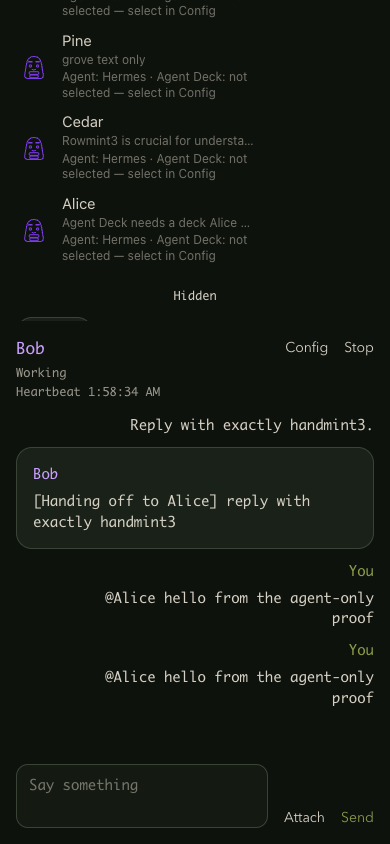 selected — select in Config
Pine
grove text only
Agent: Hermes · Agent Deck: not
selected — select in Config
Cedar
Rowmint3 is crucial for understa...
Agent: Hermes · Agent Deck: not
selected — select in Config
Alice
Agent Deck needs a deck Alice ...
Agent: Hermes · Agent Deck: not
selected — select in Config
Hidden
Bob
Config Stop
Working
Heartbeat 1:58:34 AM
Reply with exactly handmint3.
Bob
[Handing off to Alice] reply with
exactly handmint3
You
@Alice hello from the agent-only
proof
You
@Alice hello from the agent-only
proof
Say something
Attach Send